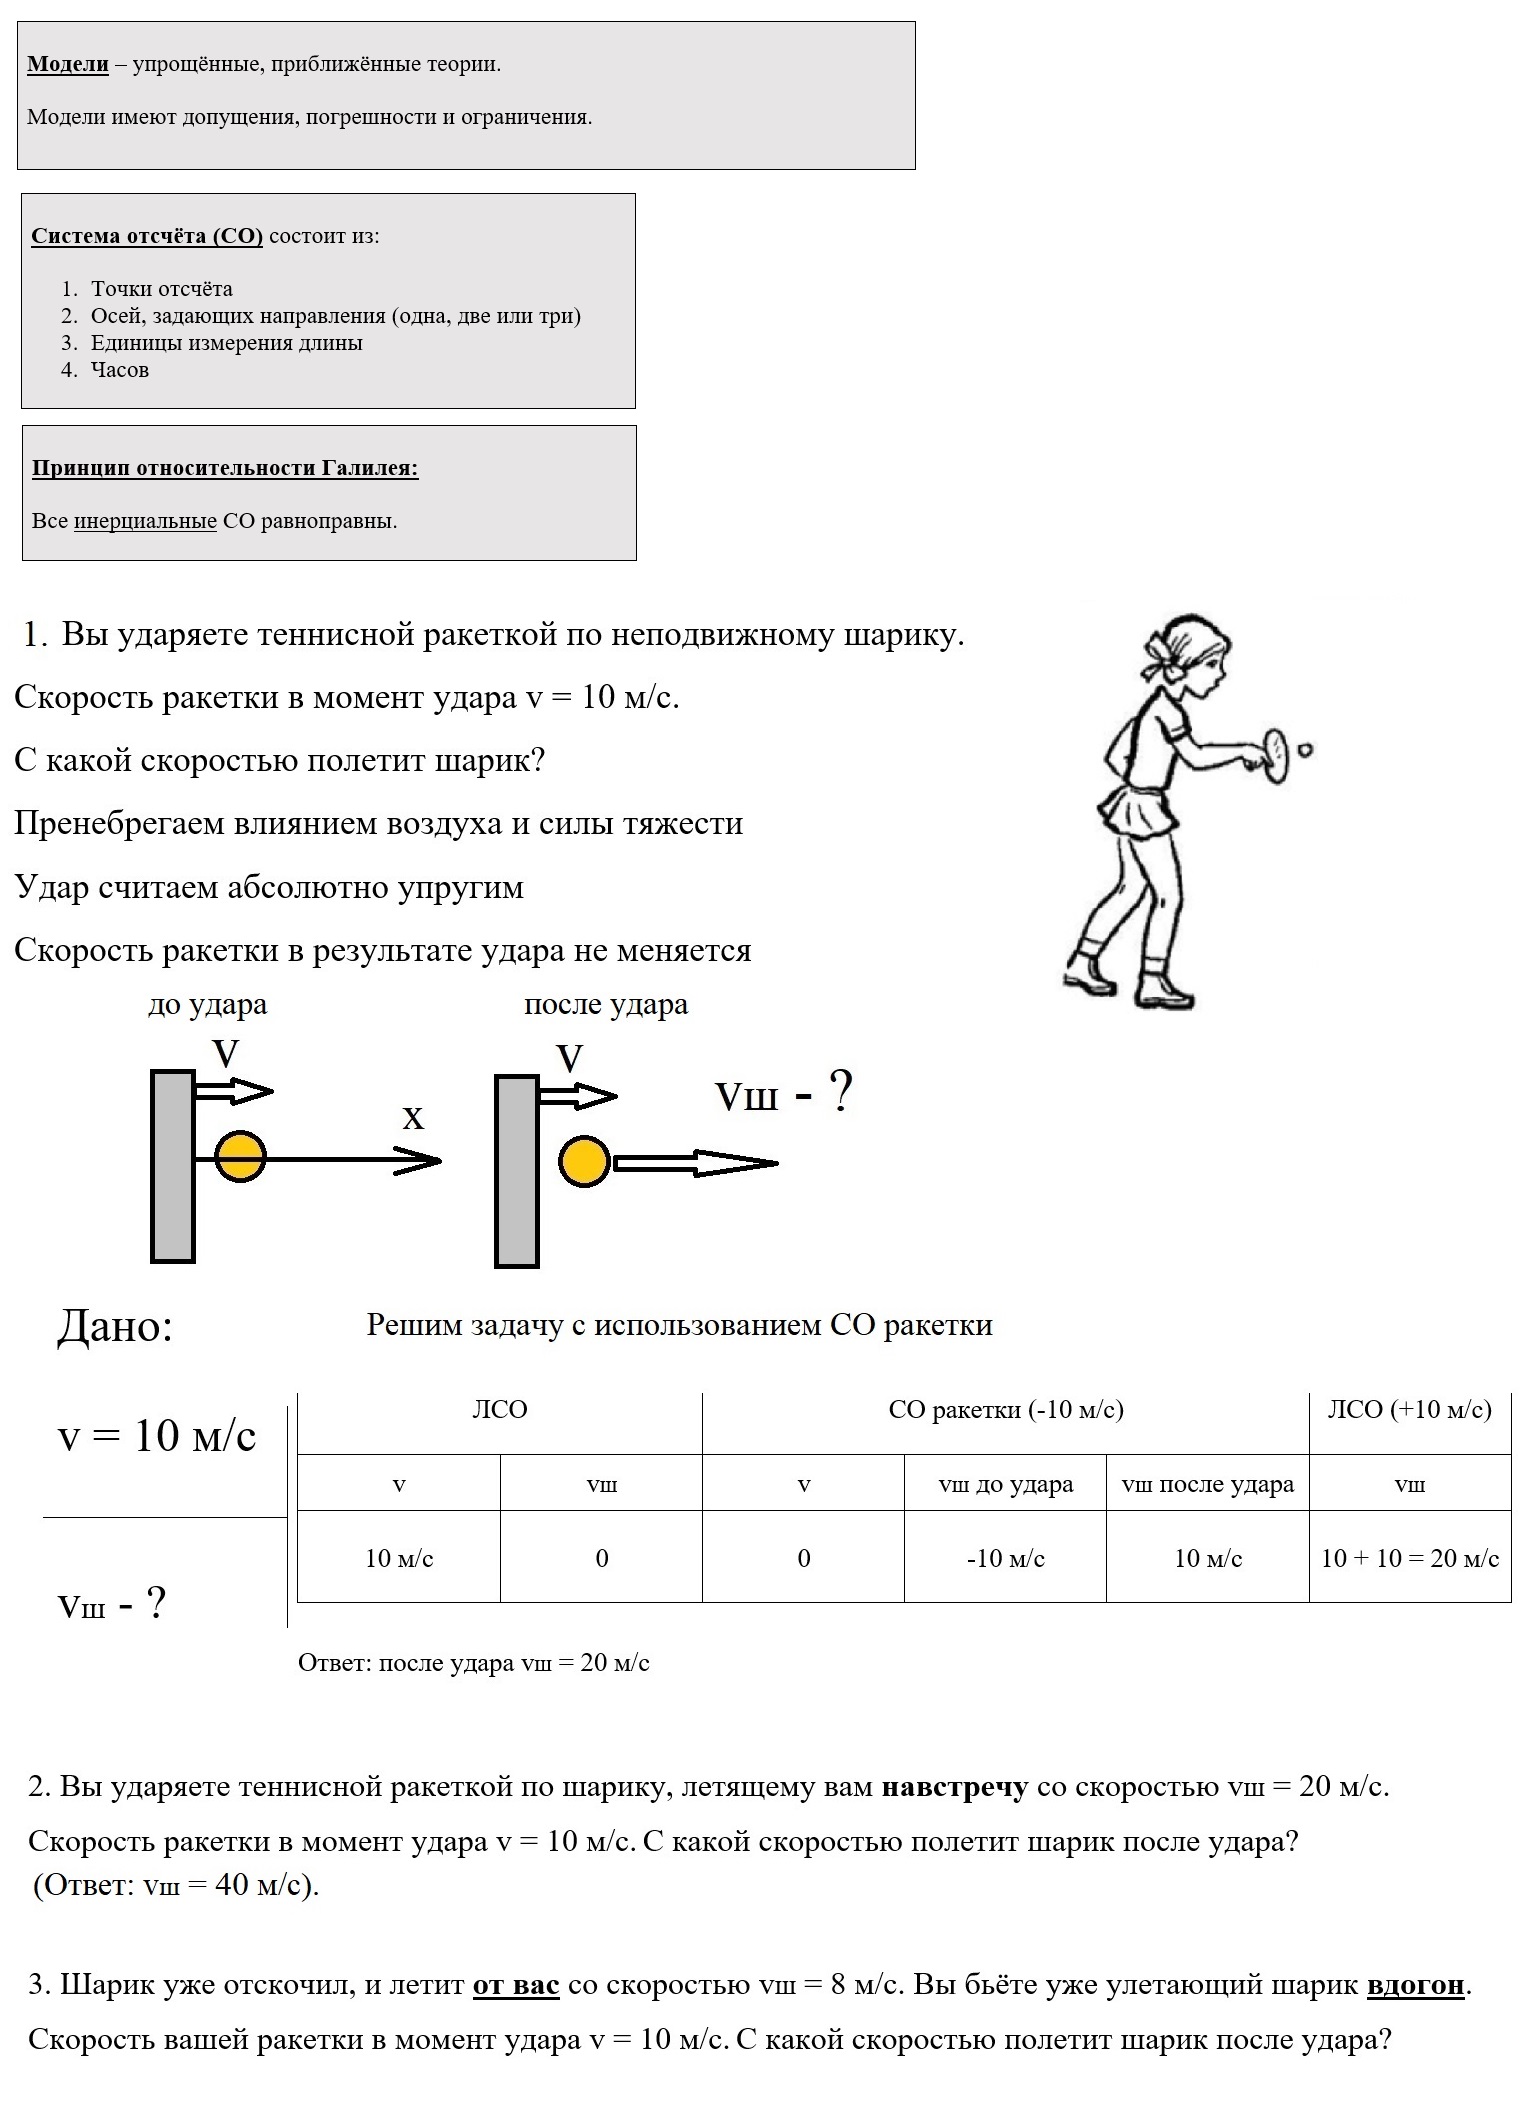 Модели – упрощённые, приближённые теории.
Модели имеют допущения, погрешности и ограничения.
Система отсчёта (СО) состоит из:
1. Точки отсчёта
2. Осей, задающих направления (одна, две или три)
3. Единицы измерения длины
4. Часов
Принцип относительности Галилея:
Все инерциальные СО равноправны.
1. Вы ударяете теннисной ракеткой по неподвижному шарику.
Скорость ракетки в момент удара v = 10 м/с.
С какой скоростью полетит шарик?
Пренебрегаем влиянием воздуха и силы тяжести
Удар считаем абсолютно упругим
Скорость ракетки в результате удара не меняется
до удара после удара
v v
x vш - ?
Дано: Решим задачу с использованием СО ракетки
ЛСО СО ракетки (-10 м/с) ЛСО (+10 м/с)
v = 10 м/с
v vш v vш до удара vш после удара vш
10 м/с 0 0 -10 м/с 10 м/с 10 + 10 = 20 м/с
vш - ?
Ответ: после удара vш = 20 м/с
2. Вы ударяете теннисной ракеткой по шарику, летящему вам навстречу со скоростью vш = 20 м/с.
Скорость ракетки в момент удара v = 10 м/с. С какой скоростью полетит шарик после удара?
(Ответ: vш = 40 м/с).
3. Шарик уже отскочил, и летит от вас со скоростью vш = 8 м/с. Вы бьёте уже улетающий шарик вдогон.
Скорость вашей ракетки в момент удара v = 10 м/с. С какой скоростью полетит шарик после удара?